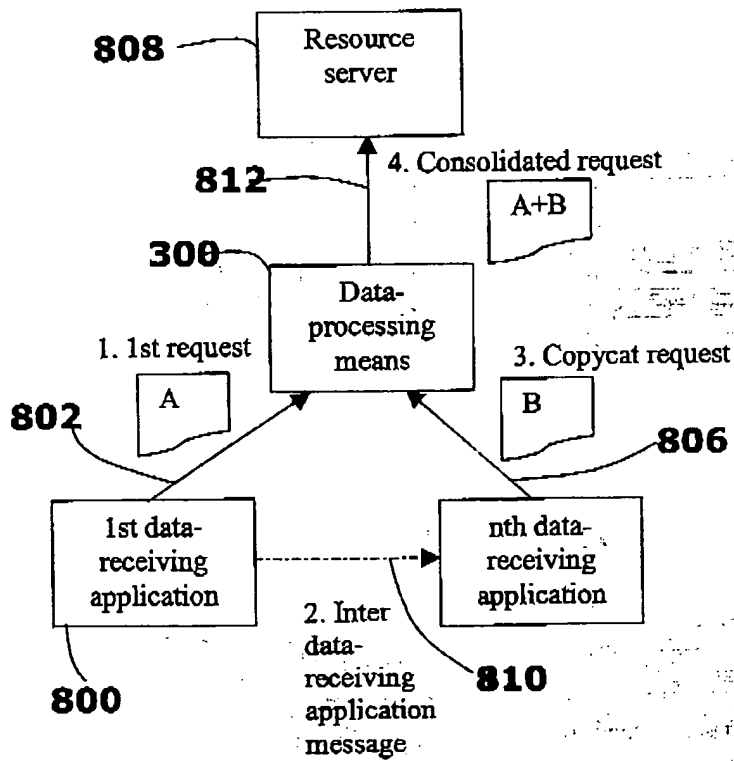 808
Resource
server
812
4. Consolidated request
A+B
300
Data-
processing
means
1. 1st request
A
3. Copycat request
B
802
806
1st data-
receiving
application
nth data-
receiving
application
2. Inter
data-
receiving
application
message
800
810